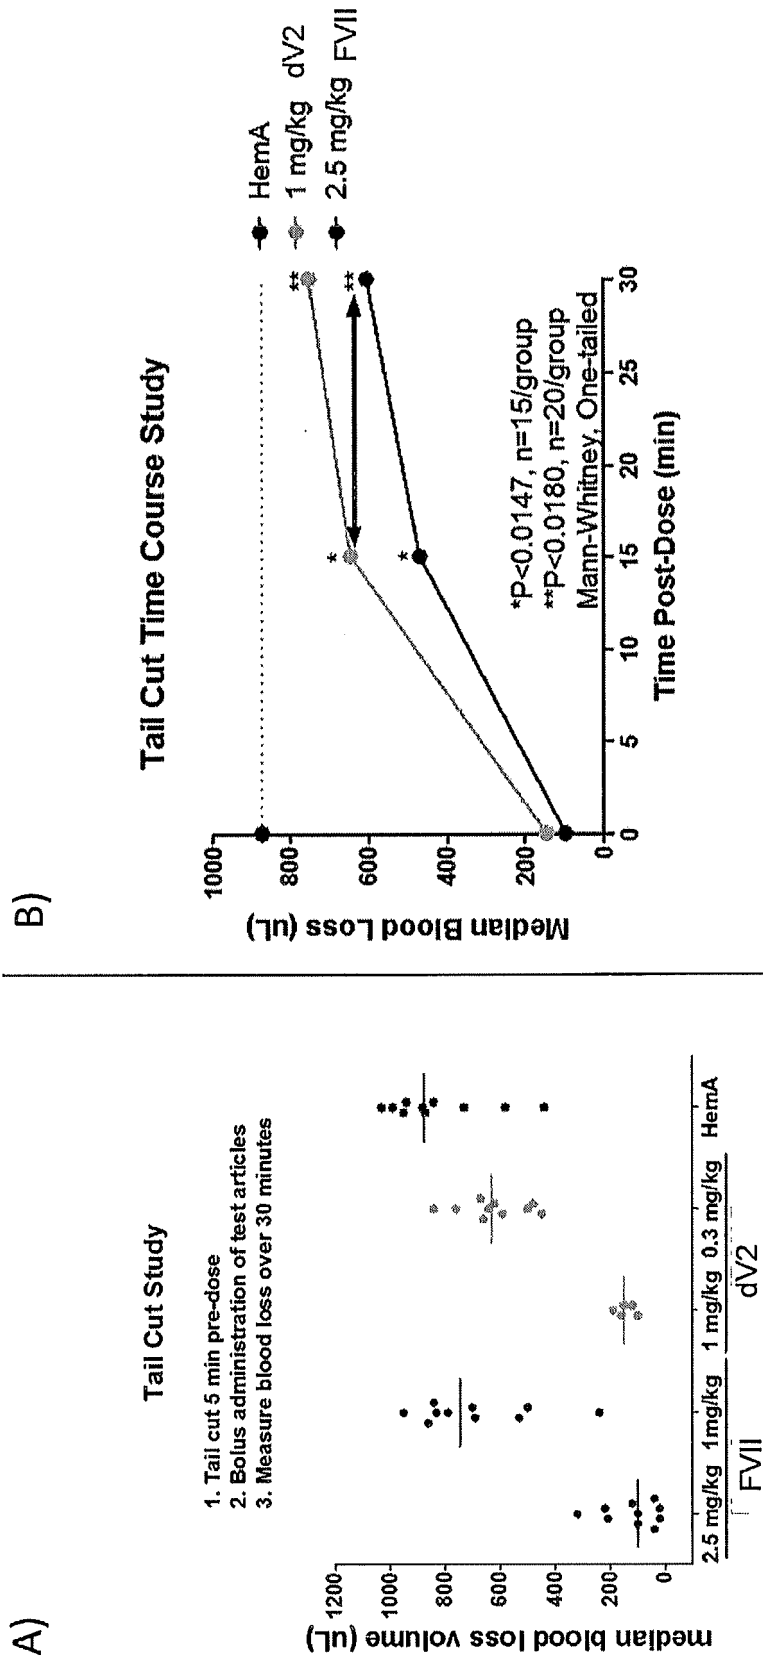 A)
Tail Cut Study
1. Tail cut 5 min pre-dose
2. Bolus administration of test articles
3. Measure blood loss over 30 minutes
median blood loss volume (uL)
1200
1000
800
600
400
200
0
2.5 mg/kg 1mg/kg 1 mg/kg 0.3 mg/kg HemA
FVII dV2
B)
Tail Cut Time Course Study
Median Blood Loss (uL)
1000
800
600
400
200
0
HemA
1 mg/kg dV2
2.5 mg/kg FVII
* ** * **
*P<0.0147, n=15/group
**P<0.0180, n=20/group
Mann-Whitney, One-tailed
0 5 10 15 20 25 30
Time Post-Dose (min)